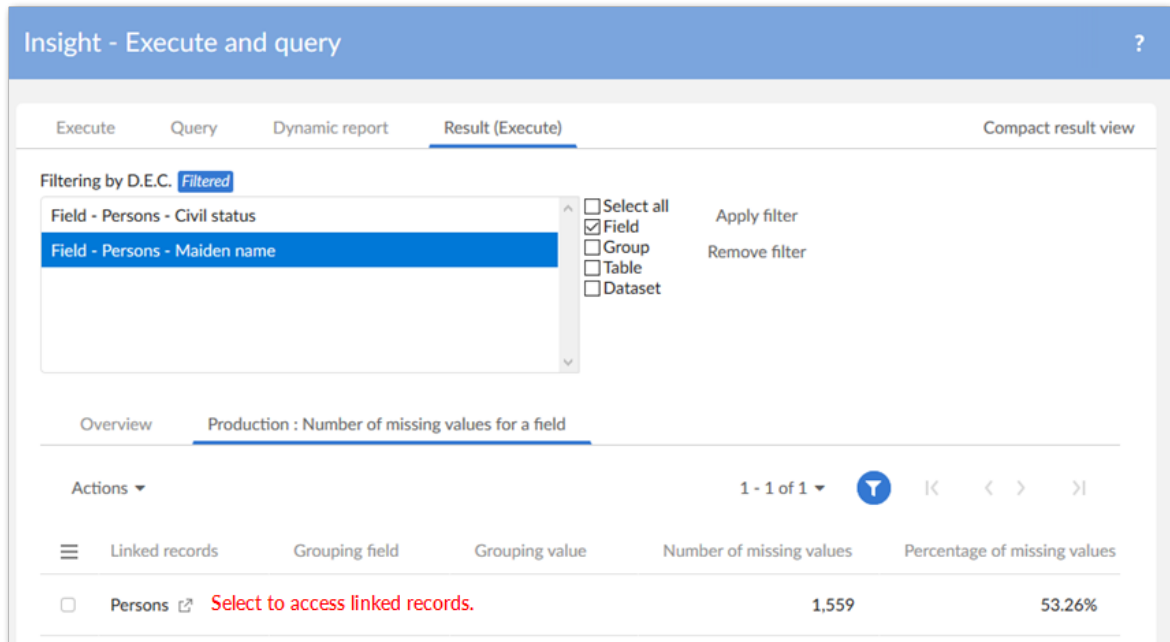 Insight - Execute and query ?
Execute Query Dynamic report Result (Execute) Compact result view
Filtering by D.E.C. Filtered
Field - Persons - Civil status
Field - Persons - Maiden name
Select all
Field
Group
Table
Dataset
Apply filter
Remove filter
Overview Production : Number of missing values for a field
Actions 1 - 1 of 1
Linked records Grouping field Grouping value Number of missing values Percentage of missing values
Persons Select to access linked records. 1,559 53.26%